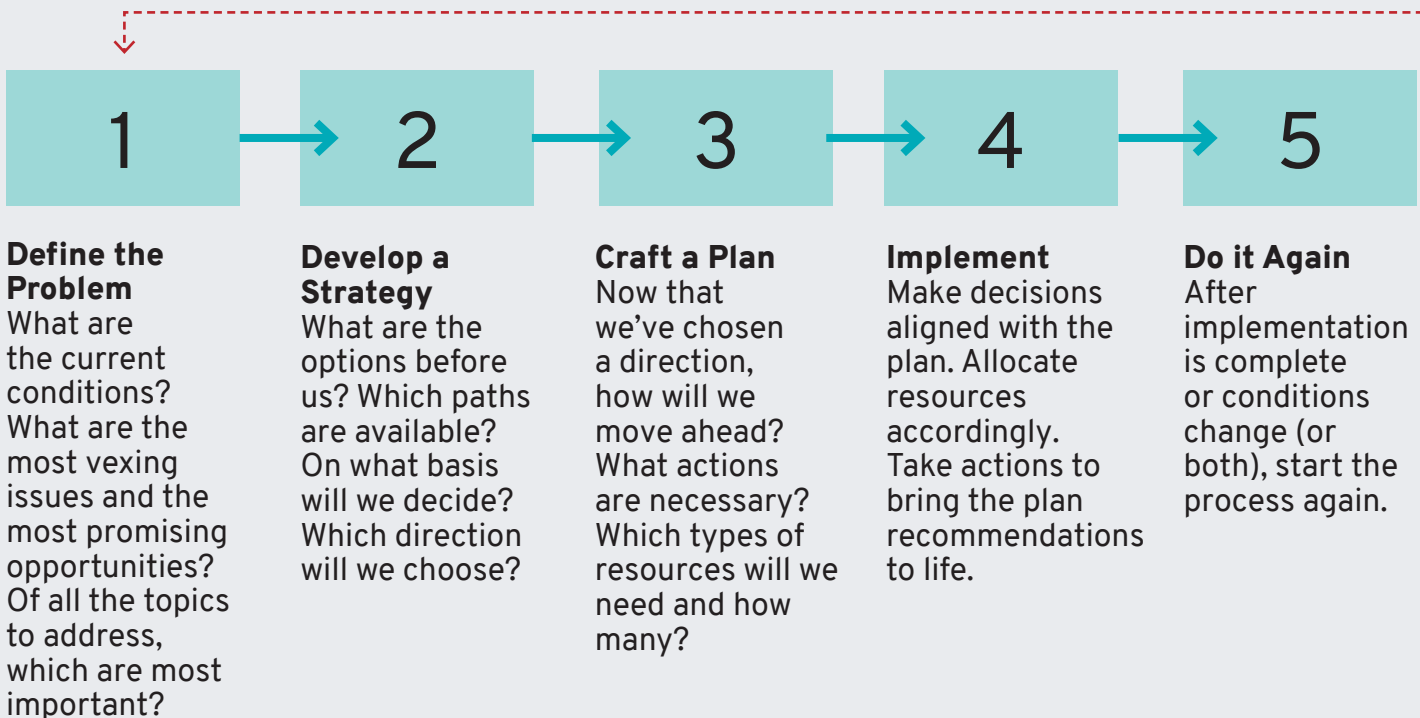 1
2
3
4
5
Define the
Problem
What are
the current
conditions?
What are the
most vexing
issues and the
most promising
opportunities?
Of all the topics
to address,
which are most
important?
Develop a
Strategy
What are the
options before
us? Which paths
are available?
On what basis
will we decide?
Which direction
will we choose?
Craft a Plan
Now that
we’ve chosen
a direction,
how will we
move ahead?
What actions
are necessary?
Which types of
resources will we
need and how
many?
Implement
Make decisions
aligned with the
plan. Allocate
resources
accordingly.
Take actions to
bring the plan
recommendations
to life.
Do it Again
After
implementation
is complete
or conditions
change (or
both), start the
process again.